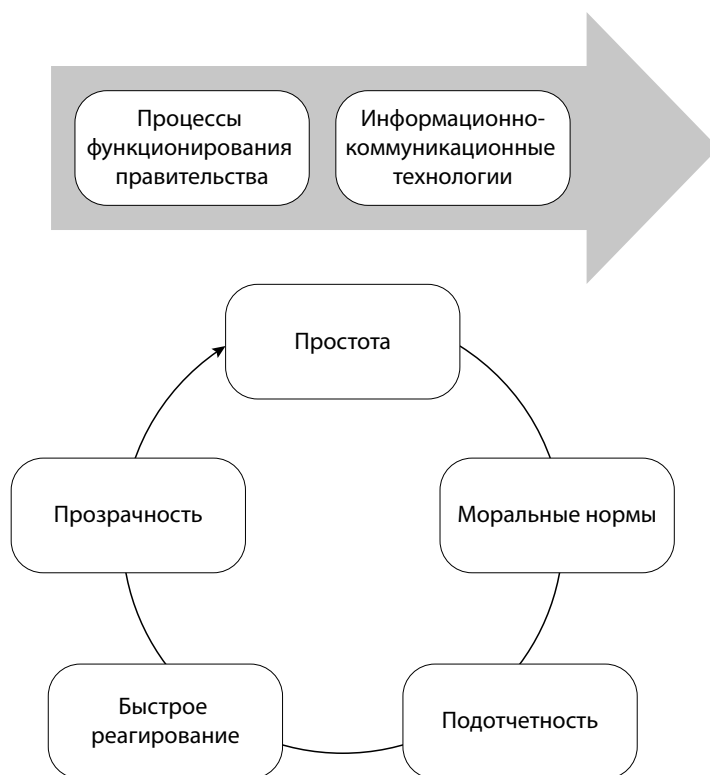 Процессы
функционирования
правительства
Информационно-
коммуникационные
технологии
Простота
Прозрачность
Моральные нормы
Быстрое
реагирование
Подотчетность